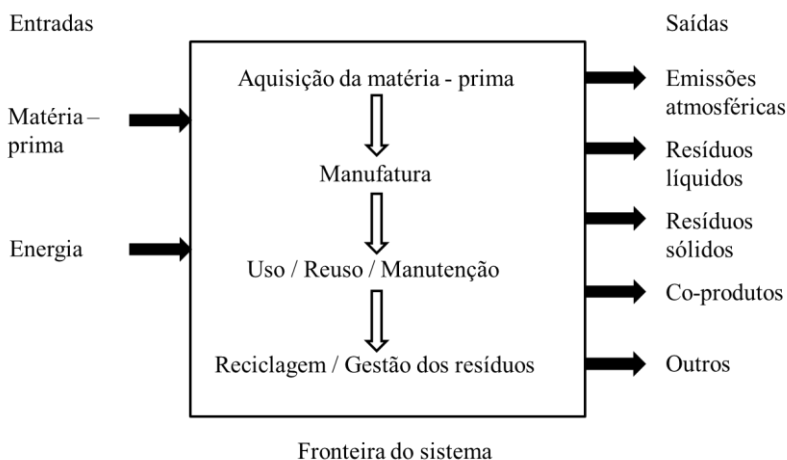 Entradas
Saídas
Aquisição da matéria - prima
Emissões
atmosféricas
Matéria –
prima
Resíduos
líquidos
Manufatura
Resíduos
sólidos
Energia
Uso / Reuso / Manutenção
Co-produtos
Reciclagem / Gestão dos resíduos
Outros
Fronteira do sistema